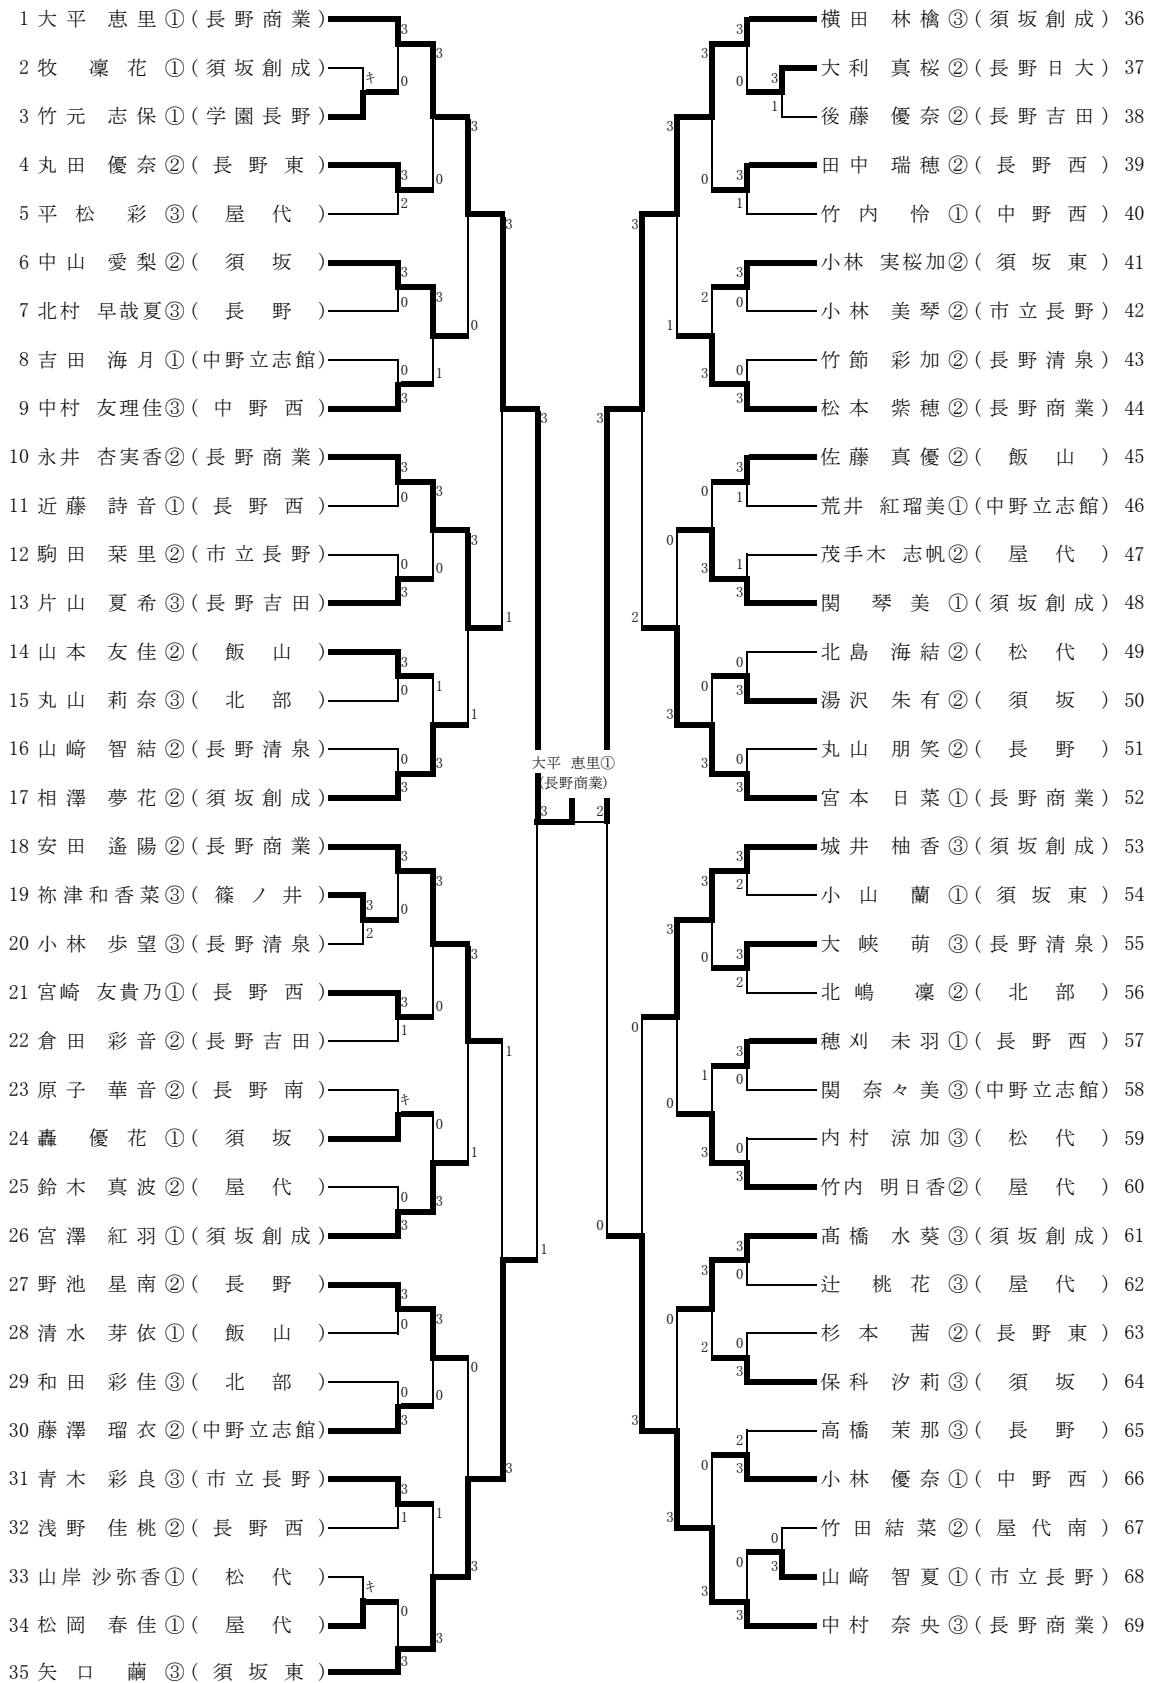 1 大平 恵里 ① (長野商業)
2 牧 凜花 ① (須坂創成)
3 竹元 志保 ① (学園長野)
4 丸田 優奈 ② (長野東)
5 平松 彩 ③ (屋代)
6 中山 愛梨 ② (須坂)
7 北村 早哉夏 ③ (長野)
8 吉田 海月 ① (中野立志館)
9 中村 友理佳 ③ (中野西)
10 永井 杏実香 ② (長野商業)
11 近藤 詩音 ① (長野西)
12 駒田 栞里 ② (市立長野)
13 片山 夏希 ③ (長野吉田)
14 山本 友佳 ② (飯山)
15 丸山 莉奈 ③ (北部)
16 山﨑 智結 ② (長野清泉)
17 相澤 夢花 ② (須坂創成)
18 安田 遙陽 ② (長野商業)
19 祢津和香菜 ③ (篠ノ井)
20 小林 歩望 ③ (長野清泉)
21 宮崎 友貴乃 ① (長野西)
22 倉田 彩音 ② (長野吉田)
23 原子 華音 ② (長野南)
24 轟 優花 ① (須坂)
25 鈴木 真波 ② (屋代)
26 宮澤 紅羽 ① (須坂創成)
27 野池 星南 ② (長野)
28 清水 芽依 ① (飯山)
29 和田 彩佳 ③ (北部)
30 藤澤 瑠衣 ② (中野立志館)
31 青木 彩良 ③ (市立長野)
32 浅野 佳桃 ② (長野西)
33 山岸 沙弥香 ① (松代)
34 松岡 春佳 ① (屋代)
35 矢口 繭 ③ (須坂東)
大平 恵里①
(長野商業)
3 2
横田 林檎 ③ (須坂創成) 36
大利 真桜 ② (長野日大) 37
後藤 優奈 ② (長野吉田) 38
田中 瑞穂 ② (長野西) 39
竹内 怜 ① (中野西) 40
小林 実桜加 ② (須坂東) 41
小林 美琴 ② (市立長野) 42
竹節 彩加 ② (長野清泉) 43
松本 紫穂 ② (長野商業) 44
佐藤 真優 ② (飯山) 45
荒井 紅瑠美 ① (中野立志館) 46
茂手木 志帆 ② (屋代) 47
関 琴美 ① (須坂創成) 48
北島 海結 ② (松代) 49
湯沢 朱有 ② (須坂) 50
丸山 朋笑 ② (長野) 51
宮本 日菜 ① (長野商業) 52
城井 柚香 ③ (須坂創成) 53
小山 蘭 ① (須坂東) 54
大峡 萌 ③ (長野清泉) 55
北嶋 凜 ② (北部) 56
穂刈 未羽 ① (長野西) 57
関 奈々美 ③ (中野立志館) 58
内村 涼加 ③ (松代) 59
竹内 明日香 ② (屋代) 60
髙橋 水葵 ③ (須坂創成) 61
辻 桃花 ③ (屋代) 62
杉本 茜 ② (長野東) 63
保科 汐莉 ③ (須坂) 64
高橋 茉那 ③ (長野) 65
小林 優奈 ① (中野西) 66
竹田結菜 ② (屋代南) 67
山﨑 智夏 ① (市立長野) 68
中村 奈央 ③ (長野商業) 69